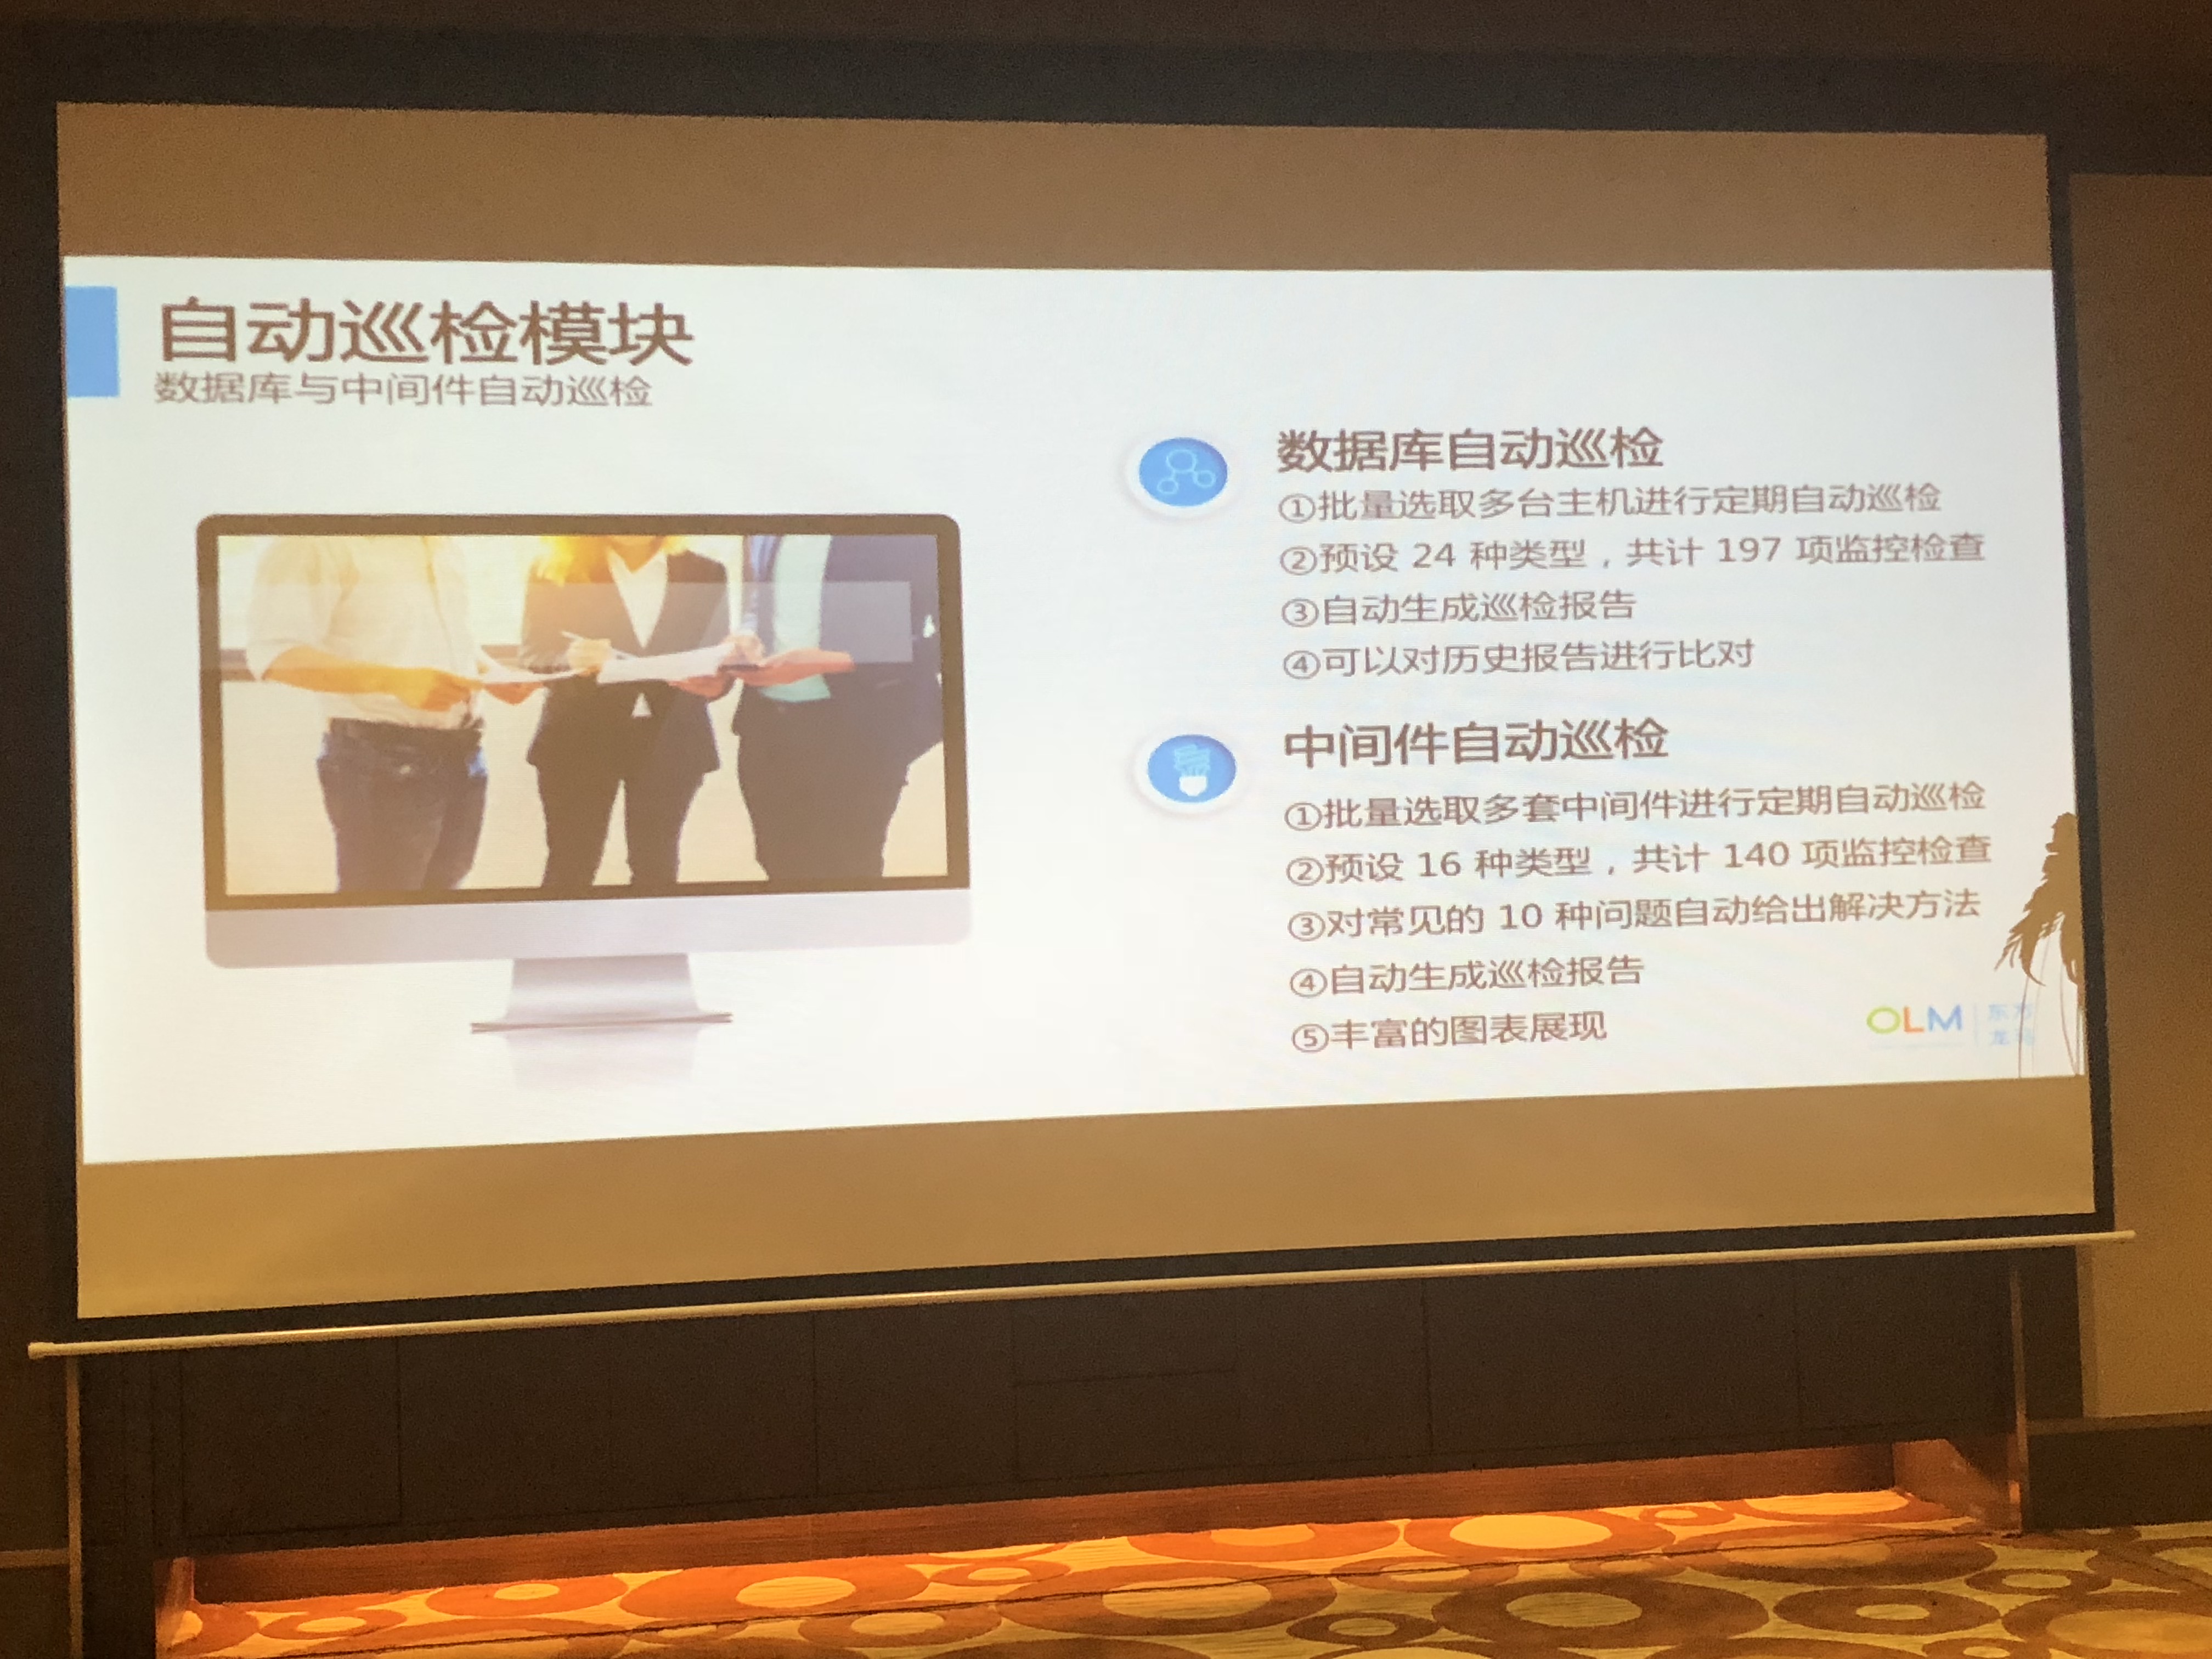 自动巡检模块
数据库与中间件自动巡检
数据库自动巡检
①批量选取多台主机进行定期自动巡检
②预设 24 种类型，共计 197 项监控检查
③自动生成巡检报告
④可以对历史报告进行比对
中间件自动巡检
①批量选取多套中间件进行定期自动巡检
②预设 16 种类型，共计 140 项监控检查
③对常见的 10 种问题自动给出解决方法
④自动生成巡检报告
⑤丰富的图表展现
OLM
东方
龙